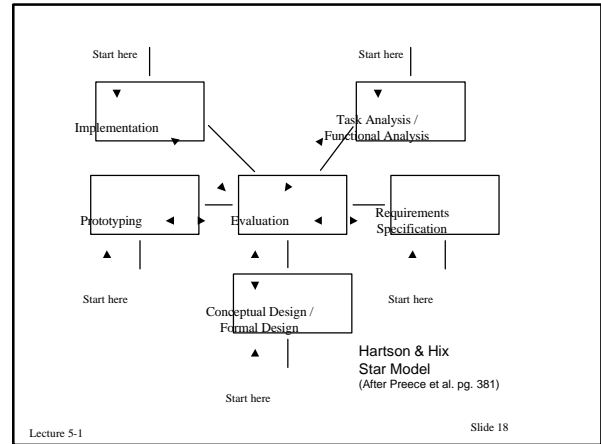 Start here
Start here
Implementation
Task Analysis /
Functional Analysis
Prototyping
Evaluation
Requirements
Specification
Start here
Start here
Conceptual Design /
Formal Design
Start here
Hartson & Hix
Star Model
(After Preece et al. pg. 381)
Lecture 5-1
Slide 18